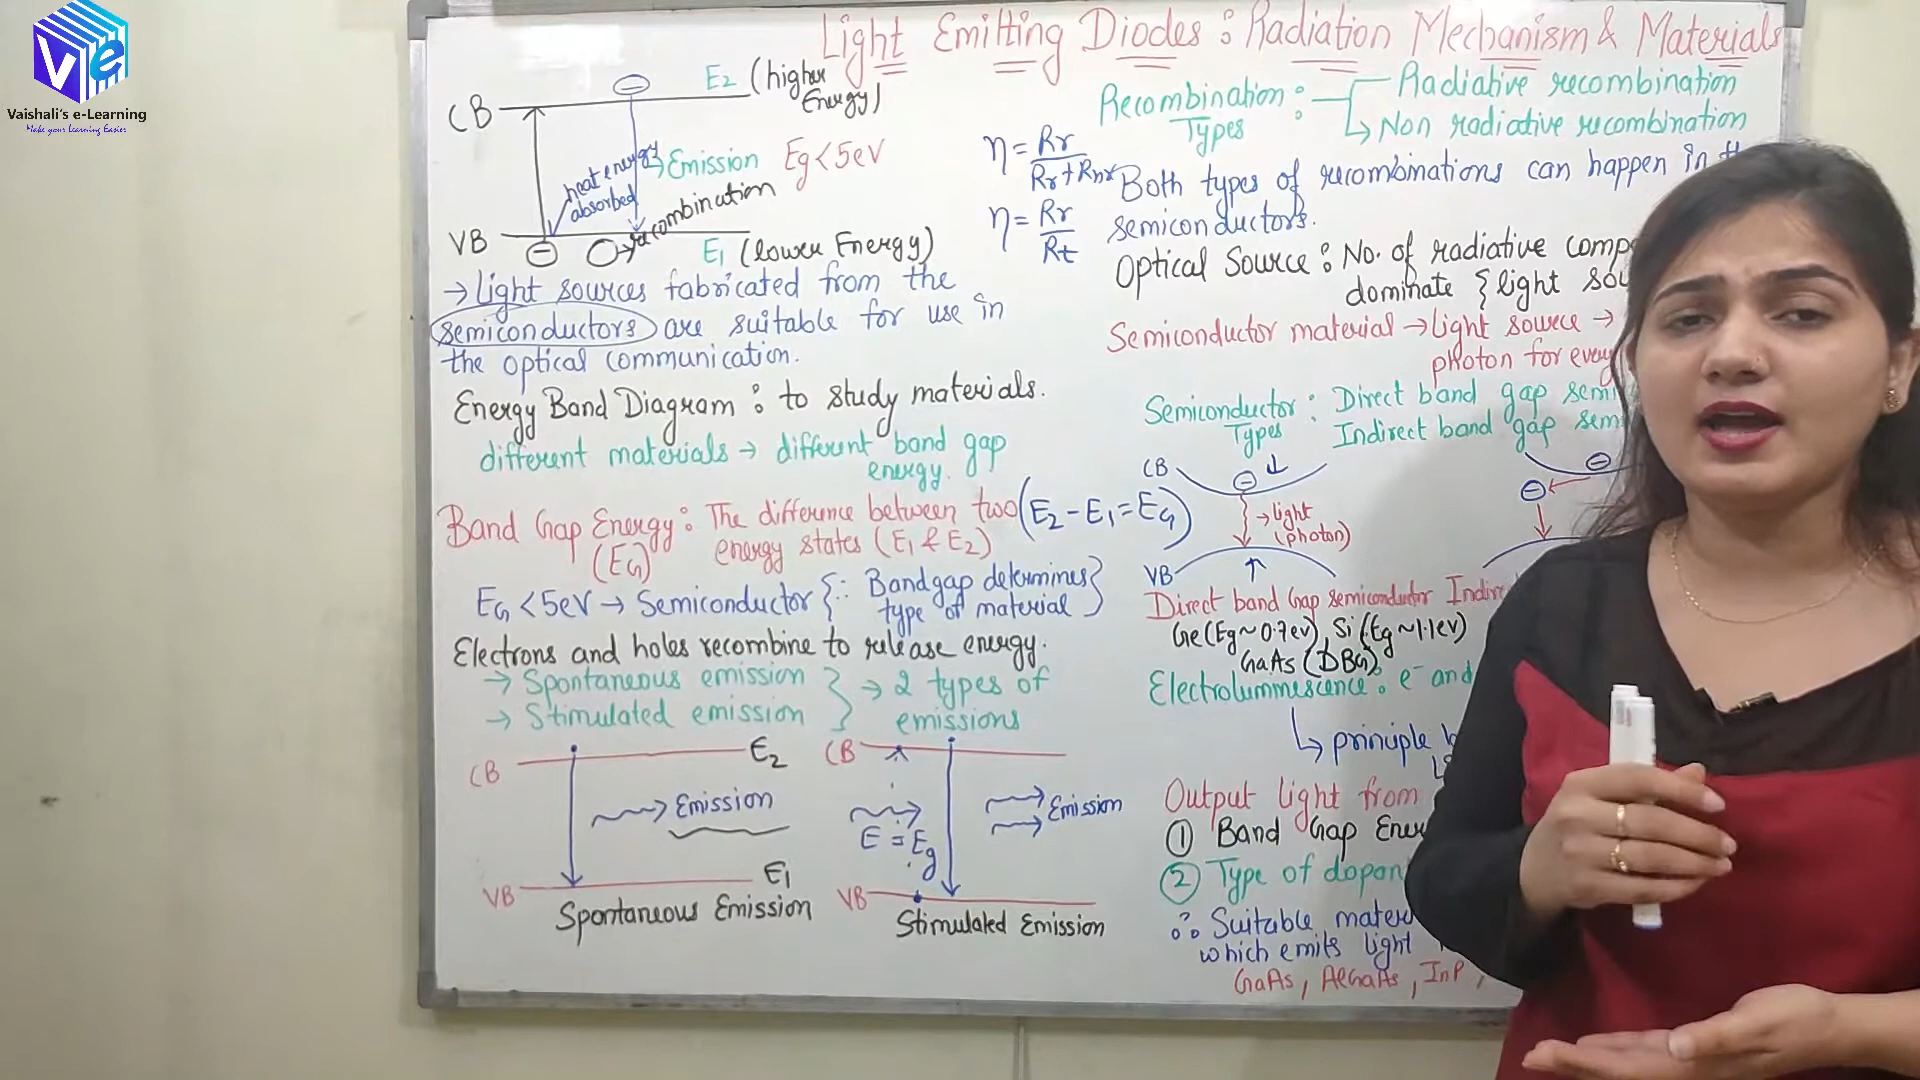 Ve
Vaishali's e-Learning
Make your Learning Easier
Light Emitting Diodes : Radiation Mechanism & Materials
CB
E2 (higher
Energy)
heat energy
absorbed
Emission Eg < 5eV
recombination
VB
E1 (lower Energy)
→ Light sources fabricated from the
semiconductors are suitable for use in
the optical communication.
Energy Band Diagram : to study materials.
different materials → different band gap
energy.
Band Gap Energy : The difference between two (E2 - E1 = EG)
(EG) energy states (E1 & E2)
EG < 5eV → Semiconductor {∵ Bandgap determines
type of material }
Electrons and holes recombine to release energy.
→ Spontaneous emission } → 2 types of
→ Stimulated emission emissions
CB E2
Emission
VB E1
Spontaneous Emission
CB
E = Eg
Emission
VB
Stimulated Emission
Recombination : Radiative recombination
Types Non radiative recombination
η = Rr
Rr + Rnr
η = Rr
Rt
Both types of recombinations can happen in
semiconductors.
Optical Source : No. of radiative
dominate {light
Semiconductor material → light source →
photon for every
Semiconductor : Direct band gap
Types Indirect band gap
CB
→ light
(photon)
VB
Direct band Gap semiconductor
Ge (Eg ~ 0.7ev), Si (Eg ~ 1.1ev)
GaAs (DBG)
Electroluminescence : e⁻ and
↳ principle
Output light from
① Band Gap
② Type of
∴ Suitable
which emits light
GaAs, AlGaAs, InP,